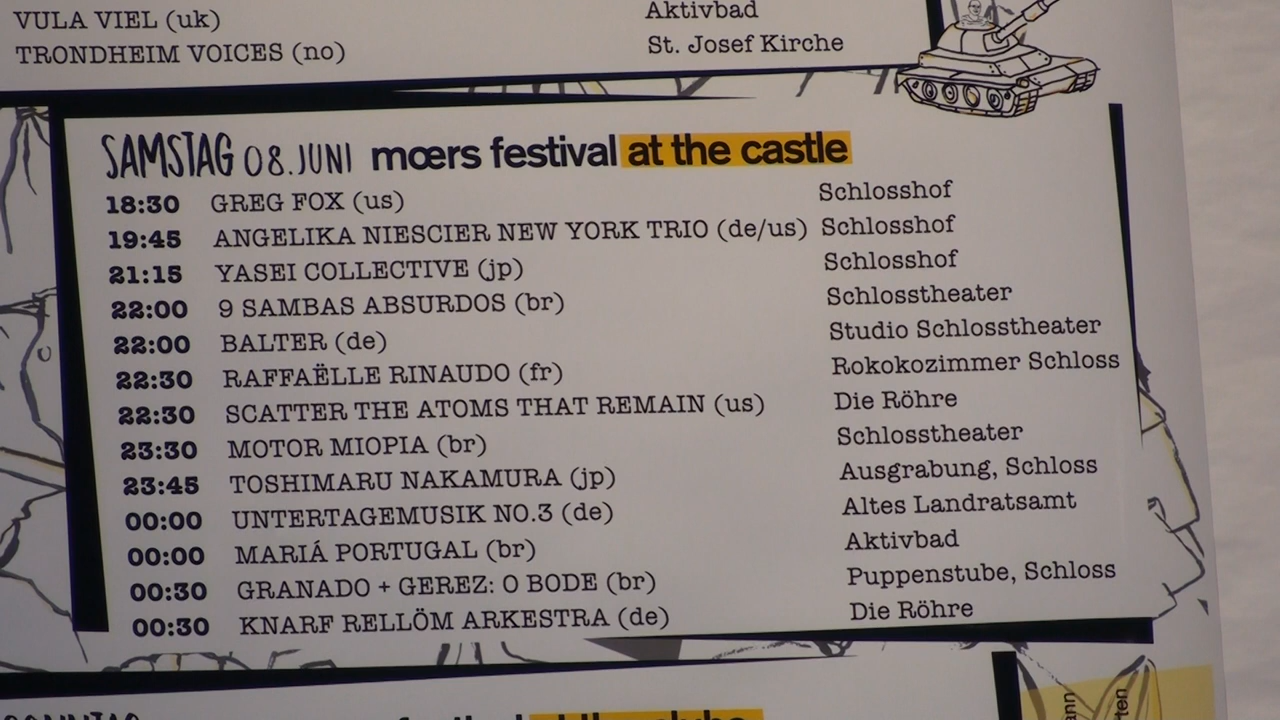 VULA VIEL (uk) Aktivbad
TRONDHEIM VOICES (no) St. Josef Kirche
SAMSTAG 08. JUNI mœrs festival at the castle
18:30 GREG FOX (us) Schlosshof
19:45 ANGELIKA NIESCIER NEW YORK TRIO (de/us) Schlosshof
21:15 YASEI COLLECTIVE (jp) Schlosshof
22:00 9 SAMBAS ABSURDOS (br) Schlosstheater
22:00 BALTER (de) Studio Schlosstheater
22:30 RAFFAËLLE RINAUDO (fr) Rokokozimmer Schloss
22:30 SCATTER THE ATOMS THAT REMAIN (us) Die Röhre
23:30 MOTOR MIOPIA (br) Schlosstheater
23:45 TOSHIMARU NAKAMURA (jp) Ausgrabung, Schloss
00:00 UNTERTAGEMUSIK NO.3 (de) Altes Landratsamt
00:00 MARIÁ PORTUGAL (br) Aktivbad
00:30 GRANADO + GEREZ: O BODE (br) Puppenstube, Schloss
00:30 KNARF RELLÖM ARKESTRA (de) Die Röhre